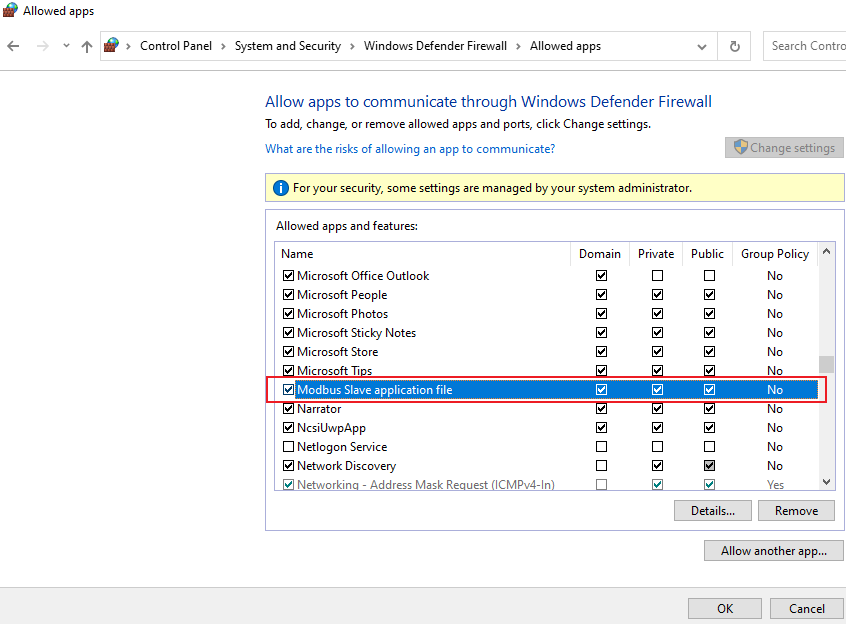 Allowed apps
Control Panel > System and Security > Windows Defender Firewall > Allowed apps
Search Contro
Allow apps to communicate through Windows Defender Firewall
To add, change, or remove allowed apps and ports, click Change settings.
What are the risks of allowing an app to communicate?
Change settings
For your security, some settings are managed by your system administrator.
Allowed apps and features:
Name Domain Private Public Group Policy
Microsoft Office Outlook No
Microsoft People No
Microsoft Photos No
Microsoft Sticky Notes No
Microsoft Store No
Microsoft Tips No
Modbus Slave application file No
Narrator No
NcsiUwpApp No
Netlogon Service No
Network Discovery No
Networking - Address Mask Request (ICMPv4-In) Yes
Details... Remove
Allow another app...
OK Cancel